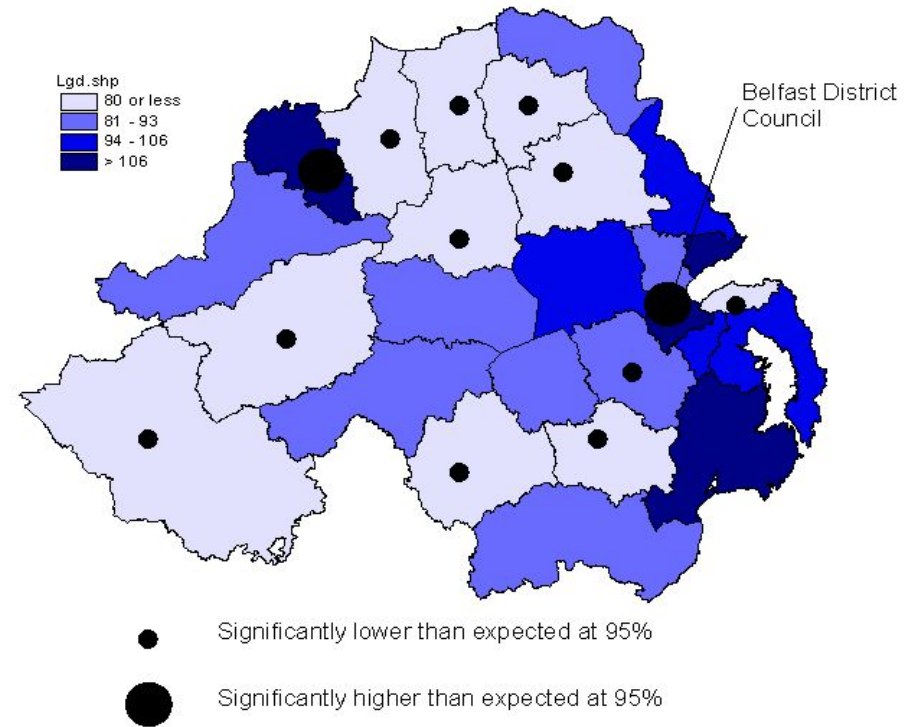 Lgd.shp
80 or less
81 - 93
94 - 106
> 106
Belfast District
Council
Significantly lower than expected at 95%
Significantly higher than expected at 95%